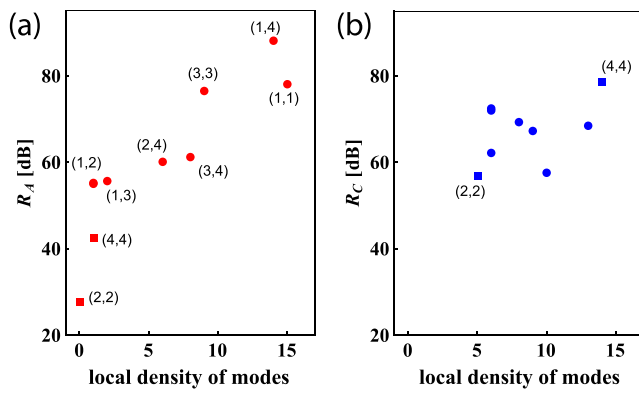 (a)
R_A [dB]
80
60
40
20
(1,4)
(3,3)
(1,1)
(2,4)
(3,4)
(1,2)
(1,3)
(4,4)
(2,2)
0 5 10 15
local density of modes
(b)
R_C [dB]
80
60
40
20
(4,4)
(2,2)
0 5 10 15
local density of modes